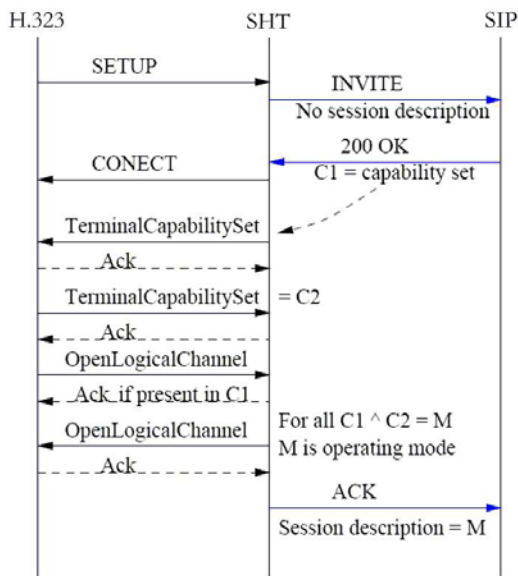 H.323 SHT SIP
SETUP
INVITE
No session description
200 OK
CONECT
C1 = capability set
TerminalCapabilitySet
Ack
TerminalCapabilitySet = C2
Ack
OpenLogicalChannel
Ack if present in C1
For all C1 ^ C2 = M
OpenLogicalChannel
M is operating mode
Ack
ACK
Session description = M